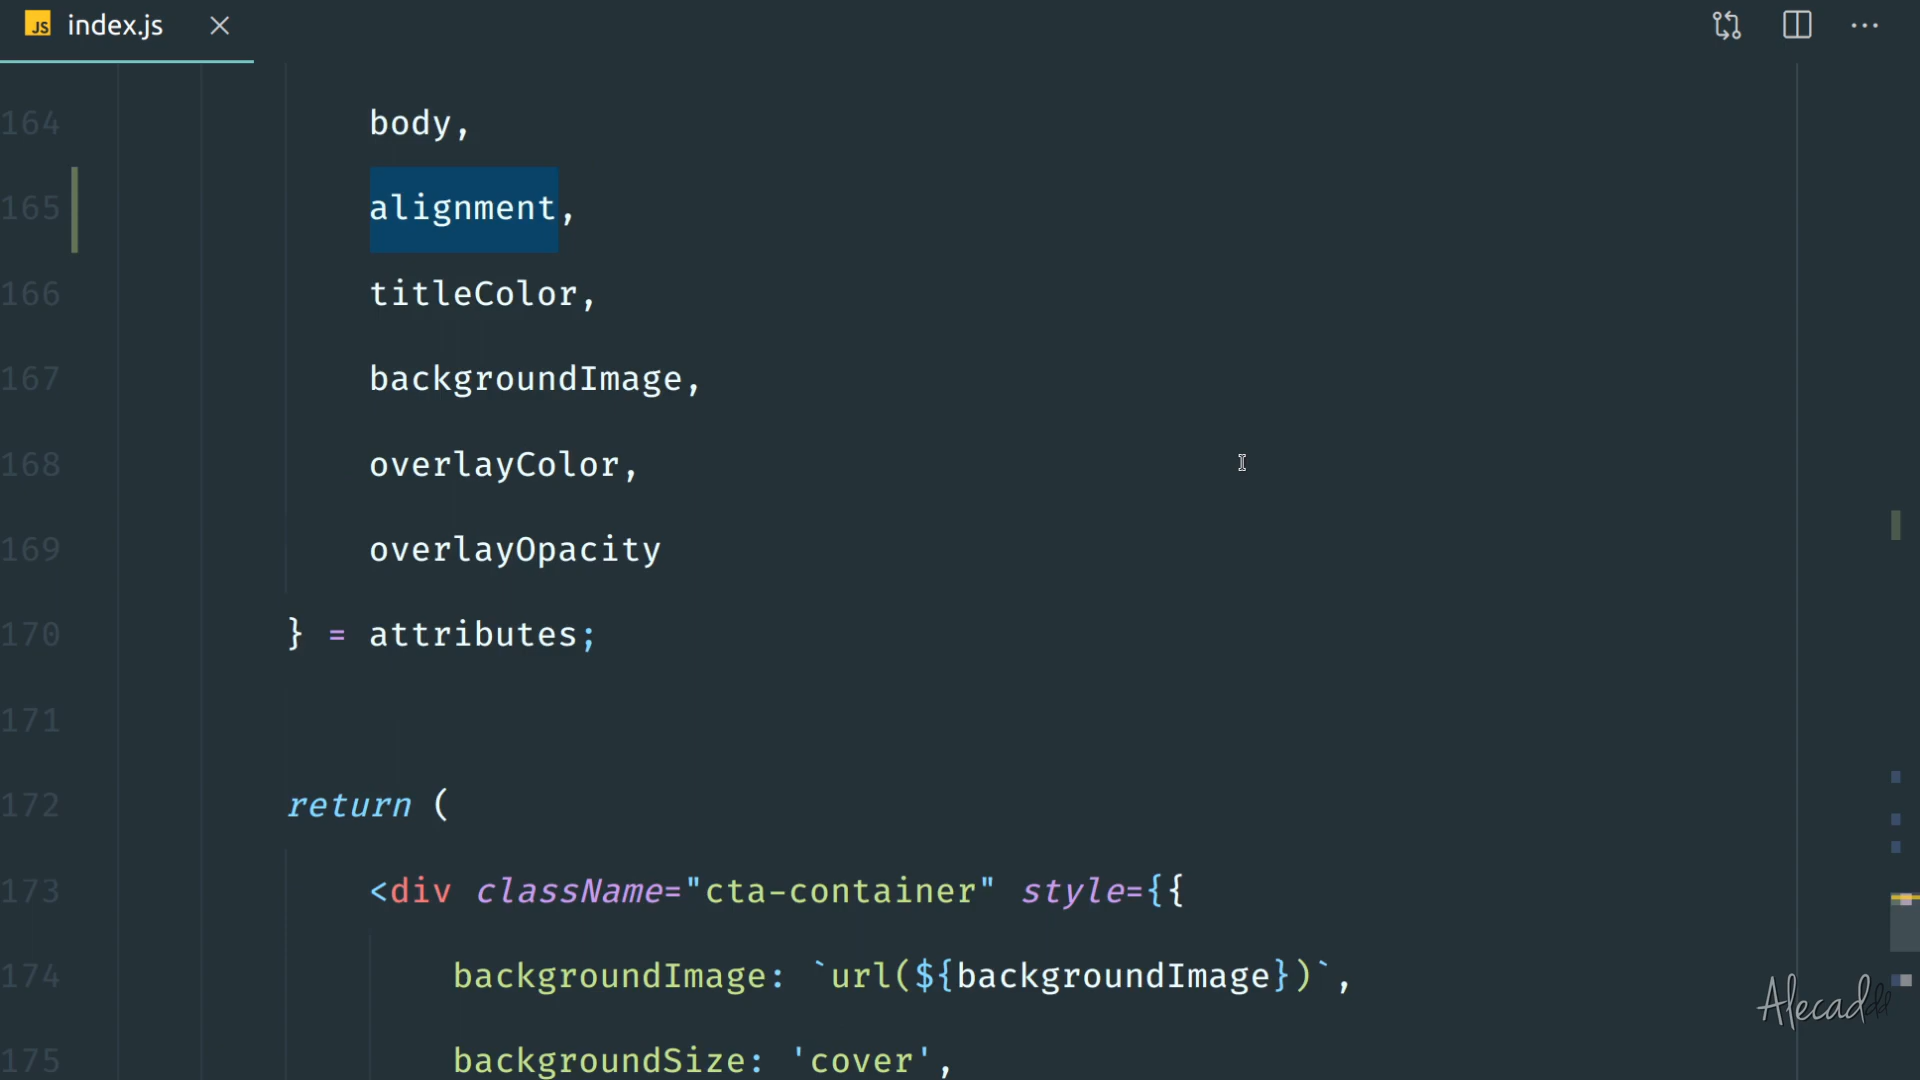 JS index.js
164 body,
165 alignment,
166 titleColor,
167 backgroundImage,
168 overlayColor,
169 overlayOpacity
170 } = attributes;
171
172 return (
173 <div className="cta-container" style={{
174 backgroundImage: `url(${backgroundImage})`,
175 backgroundSize: 'cover',
Alecaddd